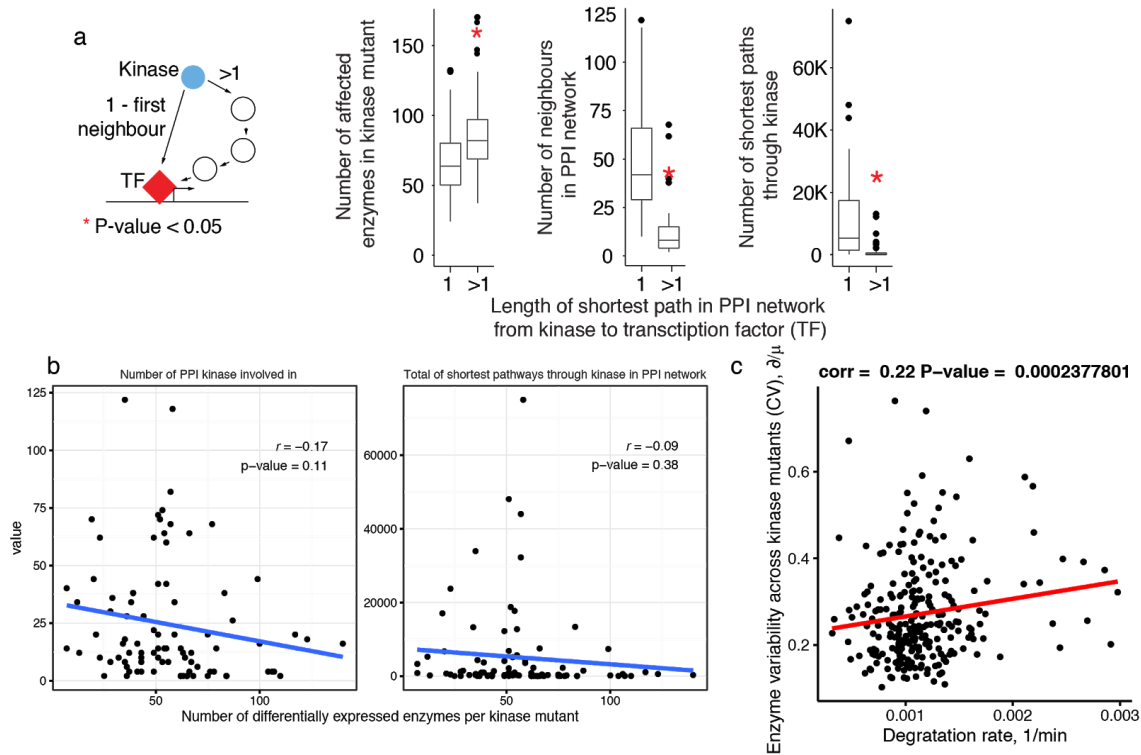 a
Kinase
>1
1 - first
neighbour
TF
* P-value < 0.05
Number of affected
enzymes in kinase mutant
150
100
50
0
1
>1
*
Number of neighbours
in PPI network
125
100
75
50
25
0
1
>1
*
Number of shortest paths
through kinase
60K
40K
20K
0
1
>1
*
Length of shortest path in PPI network
from kinase to transctiption factor (TF)
b
Number of PPI kinase involved in
value
125
100
75
50
25
0
r = −0.17
p−value = 0.11
50
100
Total of shortest pathways through kinase in PPI network
60000
40000
20000
0
r = −0.09
p−value = 0.38
50
100
Number of differentially expressed enzymes per kinase mutant
c
corr = 0.22 P−value = 0.0002377801
Enzyme variability across kinase mutants (CV), ∂/μ
0.6
0.4
0.2
0.001
0.002
0.003
Degratation rate, 1/min